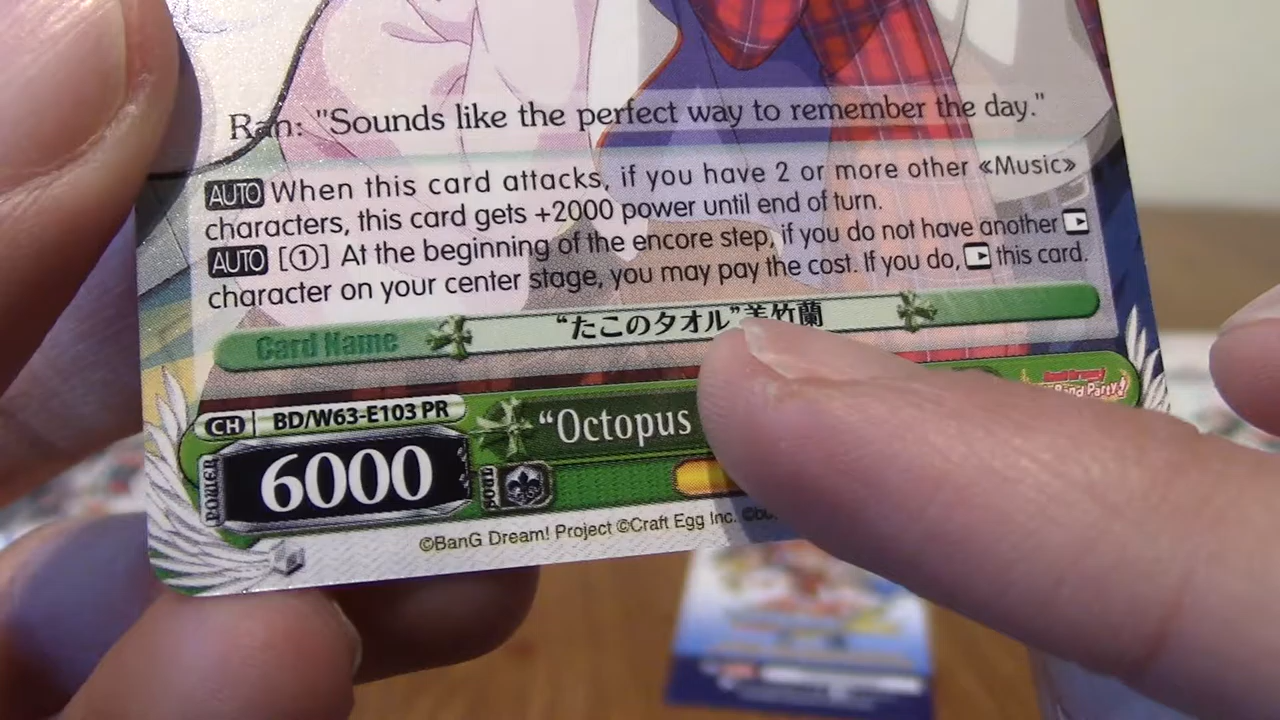 Ran: "Sounds like the perfect way to remember the day."
AUTO When this card attacks, if you have 2 or more other «Music»
characters, this card gets +2000 power until end of turn.
AUTO [①] At the beginning of the encore step, if you do not have another
character on your center stage, you may pay the cost. If you do, this card.
Card Name "たこのタオル"美竹蘭
CH BD/W63-E103 PR
"Octopus
POWER 6000 SOUL
©BanG Dream! Project ©Craft Egg Inc.
Band Party!